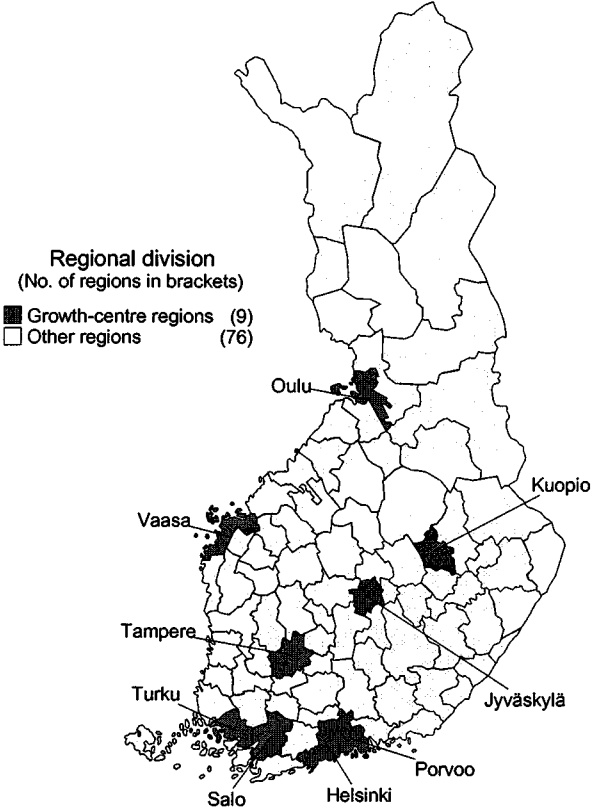 Regional division
(No. of regions in brackets)
Growth-centre regions (9)
Other regions (76)
Oulu
Kuopio
Vaasa
Tampere
Jyväskylä
Turku
Porvoo
Helsinki
Salo